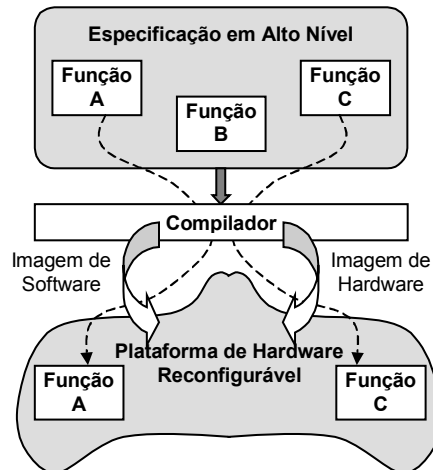 Especificação em Alto Nível
Função
A
Função
B
Função
C
Compilador
Imagem de
Software
Imagem de
Hardware
Plataforma de Hardware
Reconfigurável
Função
A
Função
C